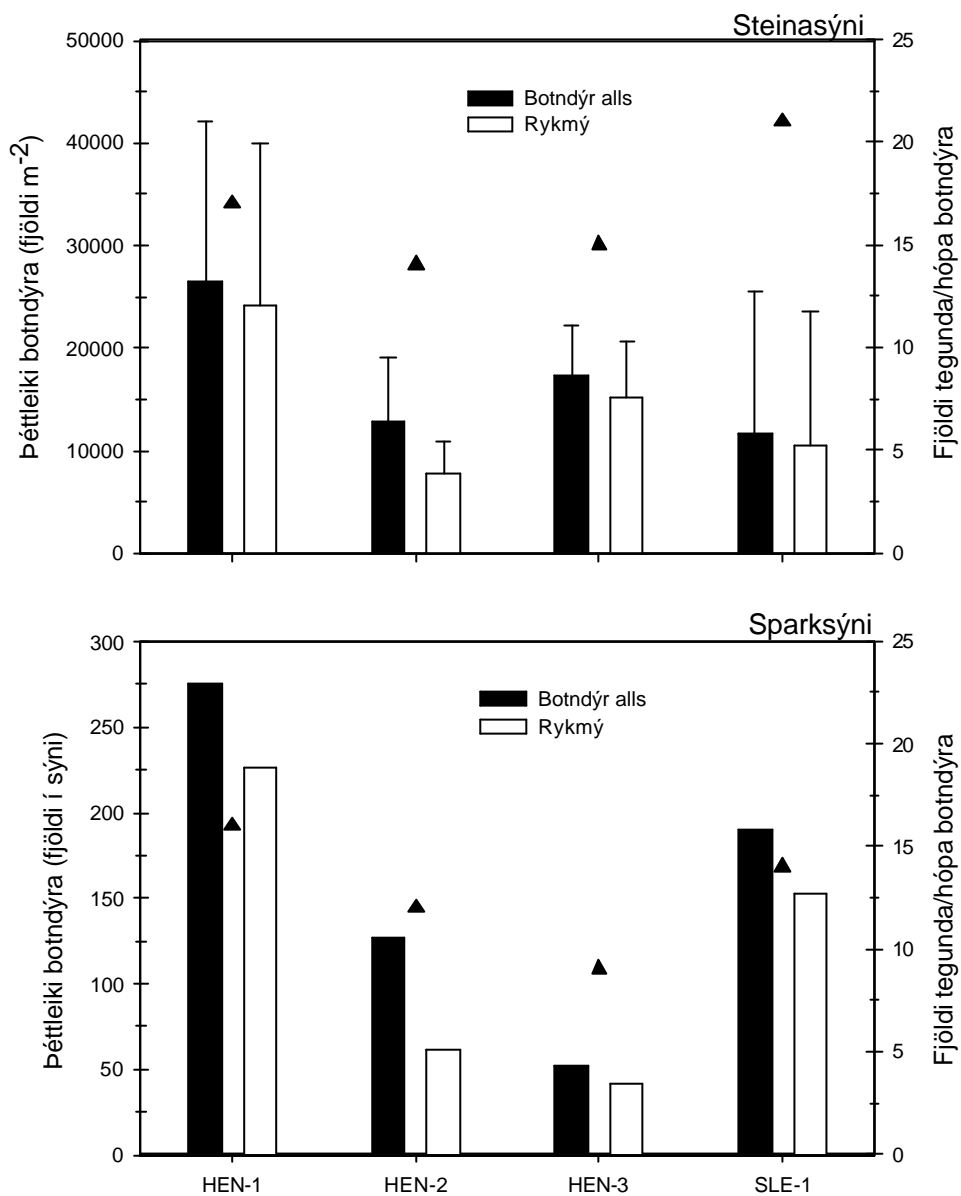 Steinasýni
50000
40000
30000
20000
10000
0
Þéttleiki botndýra (fjöldi m-2)
Botndýr alls
Rykmý
25
20
15
10
5
0
Fjöldi tegunda/hópa botndýra
Sparksýni
300
250
200
150
100
50
0
Þéttleiki botndýra (fjöldi í sýni)
Botndýr alls
Rykmý
25
20
15
10
5
0
Fjöldi tegunda/hópa botndýra
HEN-1 HEN-2 HEN-3 SLE-1